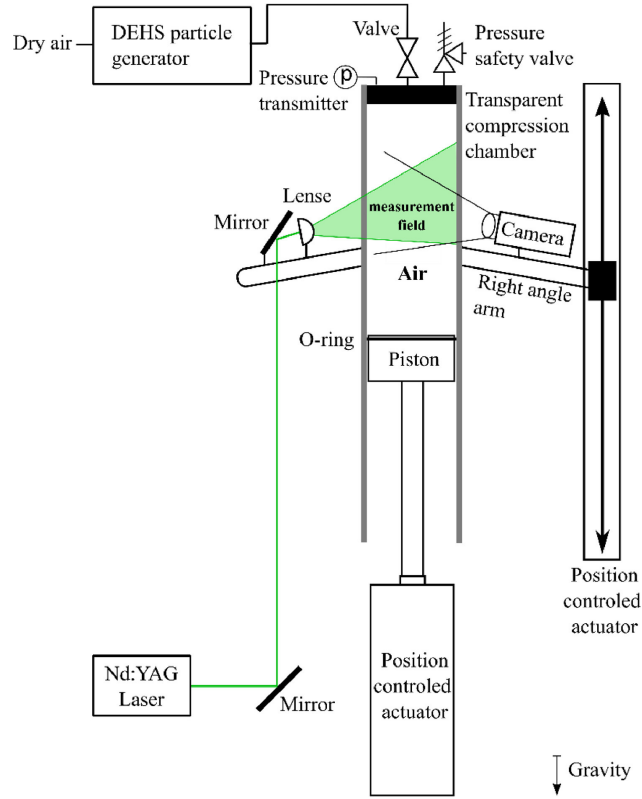 DEHS particle
generator
Dry air
Valve
Pressure
safety valve
Pressure
transmitter
p
Transparent
compression
chamber
Lense
Mirror
measurement
field
Camera
Air
Right angle
arm
O-ring
Piston
Position
controled
actuator
Nd:YAG
Laser
Mirror
Position
controled
actuator
Gravity